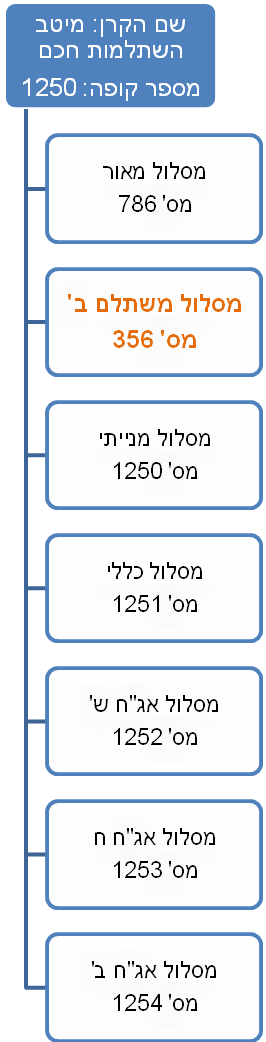 שם הקרן: מיטב
השתלמות חכם
מספר קופה: 1250
מסלול מאור
מס' 786
מסלול משתלם ב'
מס' 356
מסלול מנייתי
מס' 1250
מסלול כללי
מס' 1251
מסלול אג"ח ש'
מס' 1252
מסלול אג"ח ח
מס' 1253
מסלול אג"ח ב'
מס' 1254